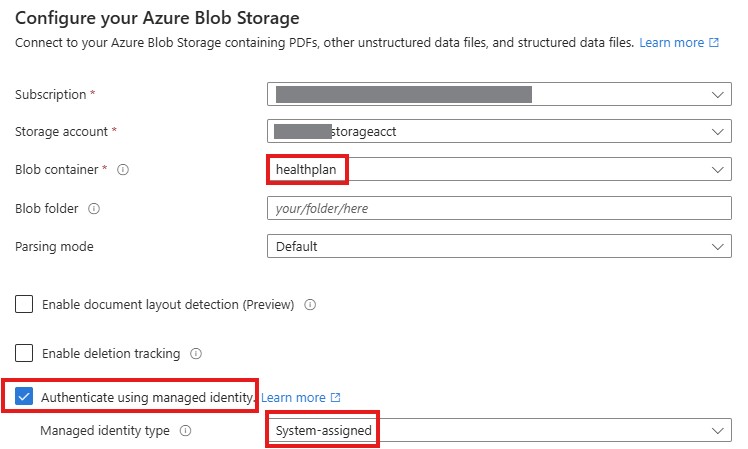 Configure your Azure Blob Storage
Connect to your Azure Blob Storage containing PDFs, other unstructured data files, and structured data files. Learn more
Subscription *
Storage account * storageacct
Blob container * healthplan
Blob folder your/folder/here
Parsing mode Default
Enable document layout detection (Preview)
Enable deletion tracking
Authenticate using managed identity. Learn more
Managed identity type System-assigned